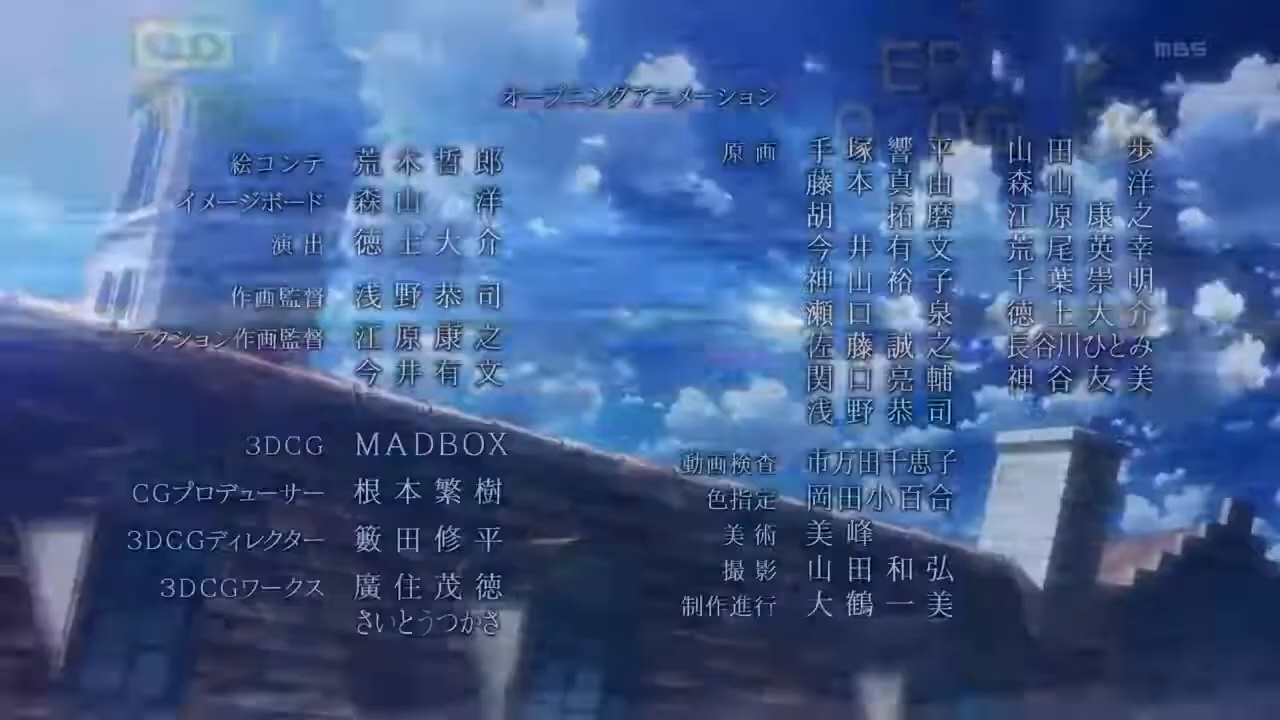 MBS
オープニングアニメーション
絵コンテ 荒木哲郎
イメージボード 森山 洋
演出 徳土大介
作画監督 浅野恭司
アクション作画監督 江原康之
今井有文
3DCG MADBOX
CGプロデューサー 根本繁樹
3DCGディレクター 籔田修平
3DCGワークス 廣住茂徳
さいとうつかさ
原画 手塚響平 山田 歩
藤本真由 森山 洋
胡 拓磨 江原康之
今井有文 荒尾英幸
神山裕子 千葉崇明
瀬口 泉 徳土大介
佐藤誠之 長谷川ひとみ
関口亮輔 神谷友美
浅野恭司
動画検査 市万田千恵子
色指定 岡田小百合
美術 美峰
撮影 山田和弘
制作進行 大鶴一美